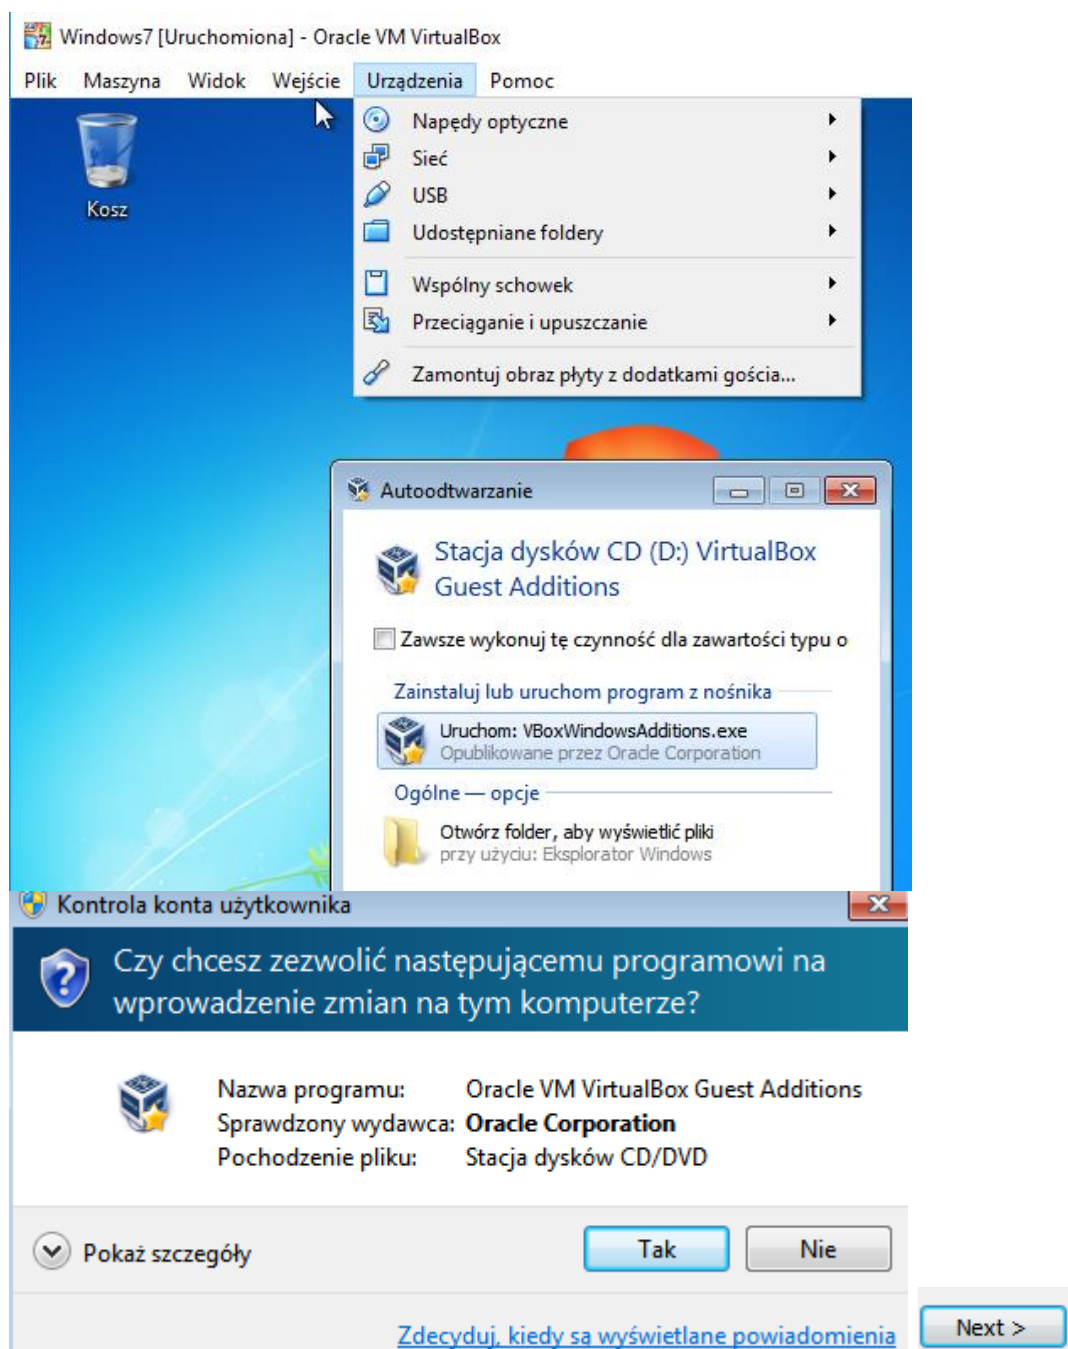 Windows7 [Uruchomiona] - Oracle VM VirtualBox
Plik Maszyna Widok Wejście Urządzenia Pomoc
Napędy optyczne
Sieć
USB
Udostępniane foldery
Wspólny schowek
Przeciąganie i upuszczanie
Zamontuj obraz płyty z dodatkami gościa...
Kosz
Autoodtwarzanie
Stacja dysków CD (D:) VirtualBox
Guest Additions
Zawsze wykonuj tę czynność dla zawartości typu o
Zainstaluj lub uruchom program z nośnika
Uruchom: VBoxWindowsAdditions.exe
Opublikowane przez Oracle Corporation
Ogólne — opcje
Otwórz folder, aby wyświetlić pliki
przy użyciu: Eksplorator Windows
Kontrola konta użytkownika
Czy chcesz zezwolić następującemu programowi na
wprowadzenie zmian na tym komputerze?
Nazwa programu: Oracle VM VirtualBox Guest Additions
Sprawdzony wydawca: Oracle Corporation
Pochodzenie pliku: Stacja dysków CD/DVD
Pokaż szczegóły
Tak Nie
Zdecyduj, kiedy są wyświetlane powiadomienia
Next >